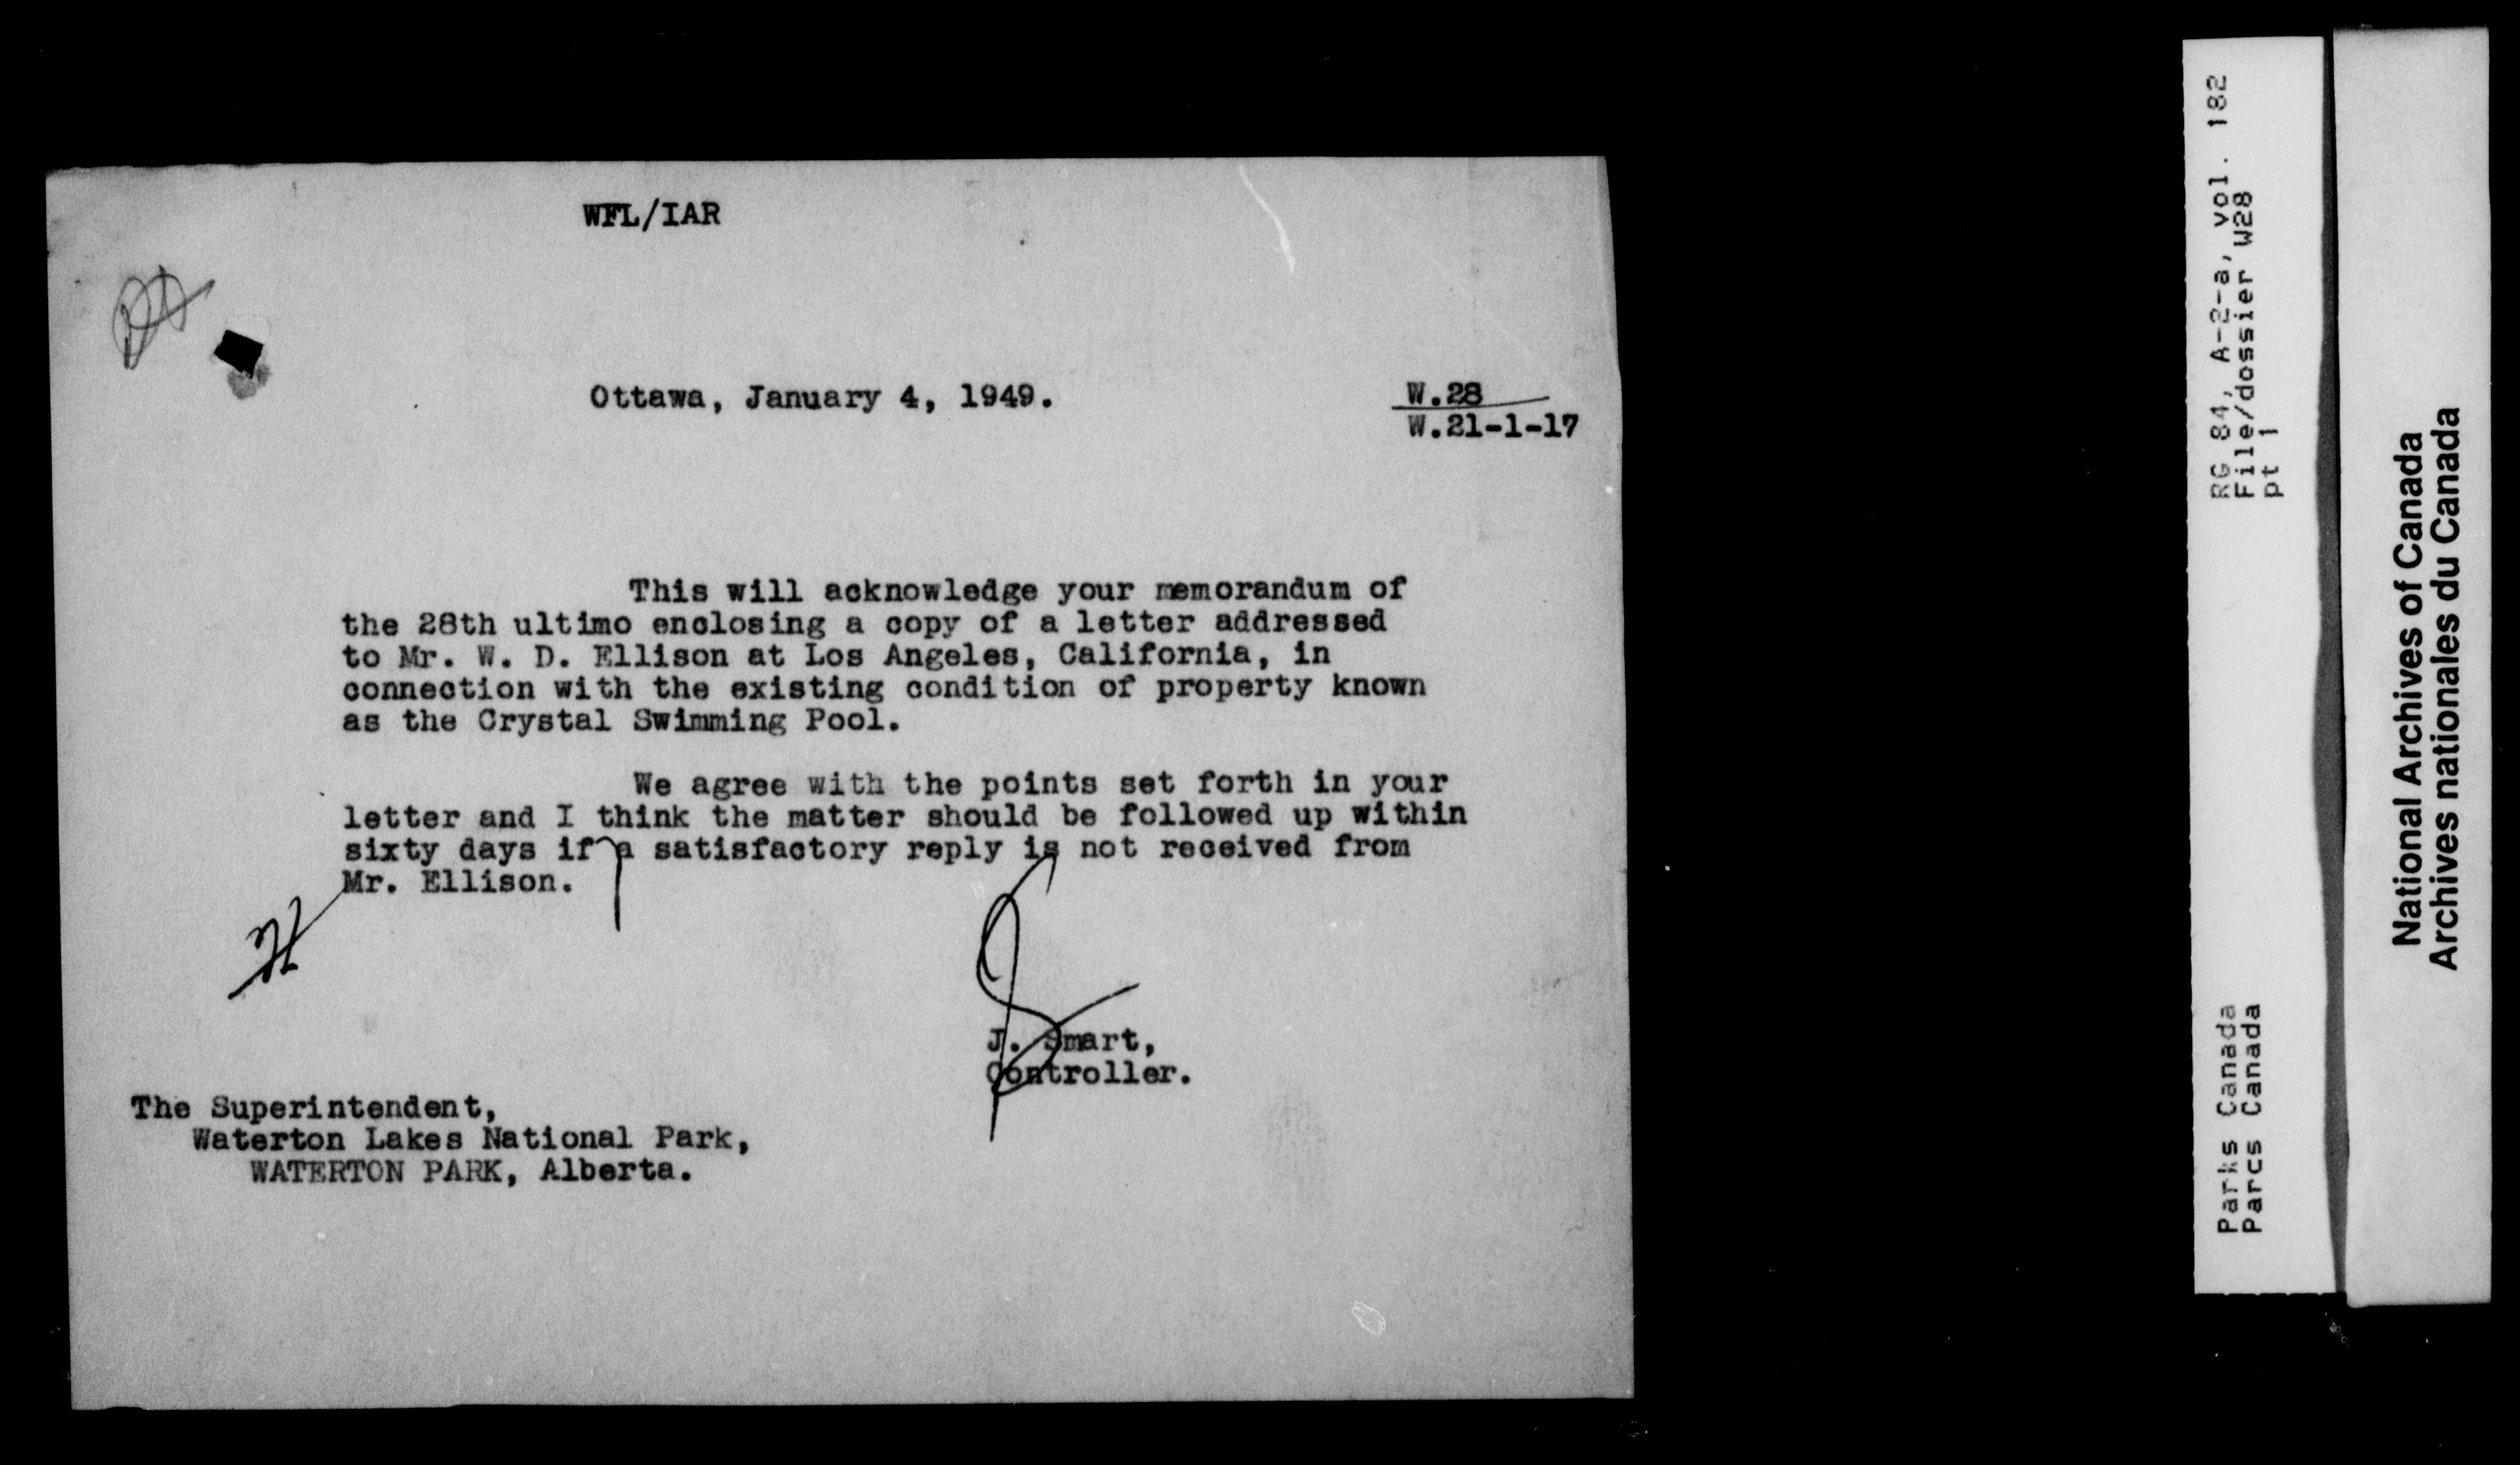 WFL/IAR
Ottawa, January 4, 1949.
W.28
W.21-1-17
This will acknowledge your memorandum of
the 28th ultimo enclosing a copy of a letter addressed
to Mr. W. D. Ellison at Los Angeles, California, in
connection with the existing condition of property known
as the Crystal Swimming Pool.
We agree with the points set forth in your
letter and I think the matter should be followed up within
sixty days if a satisfactory reply is not received from
Mr. Ellison.
J. Smart,
Controller.
The Superintendent,
Waterton Lakes National Park,
WATERTON PARK, Alberta.
RG 84, A-2-a, vol. 182
File/dossier W28
pt 1
Parks Canada
Parcs Canada
National Archives of Canada
Archives nationales du Canada